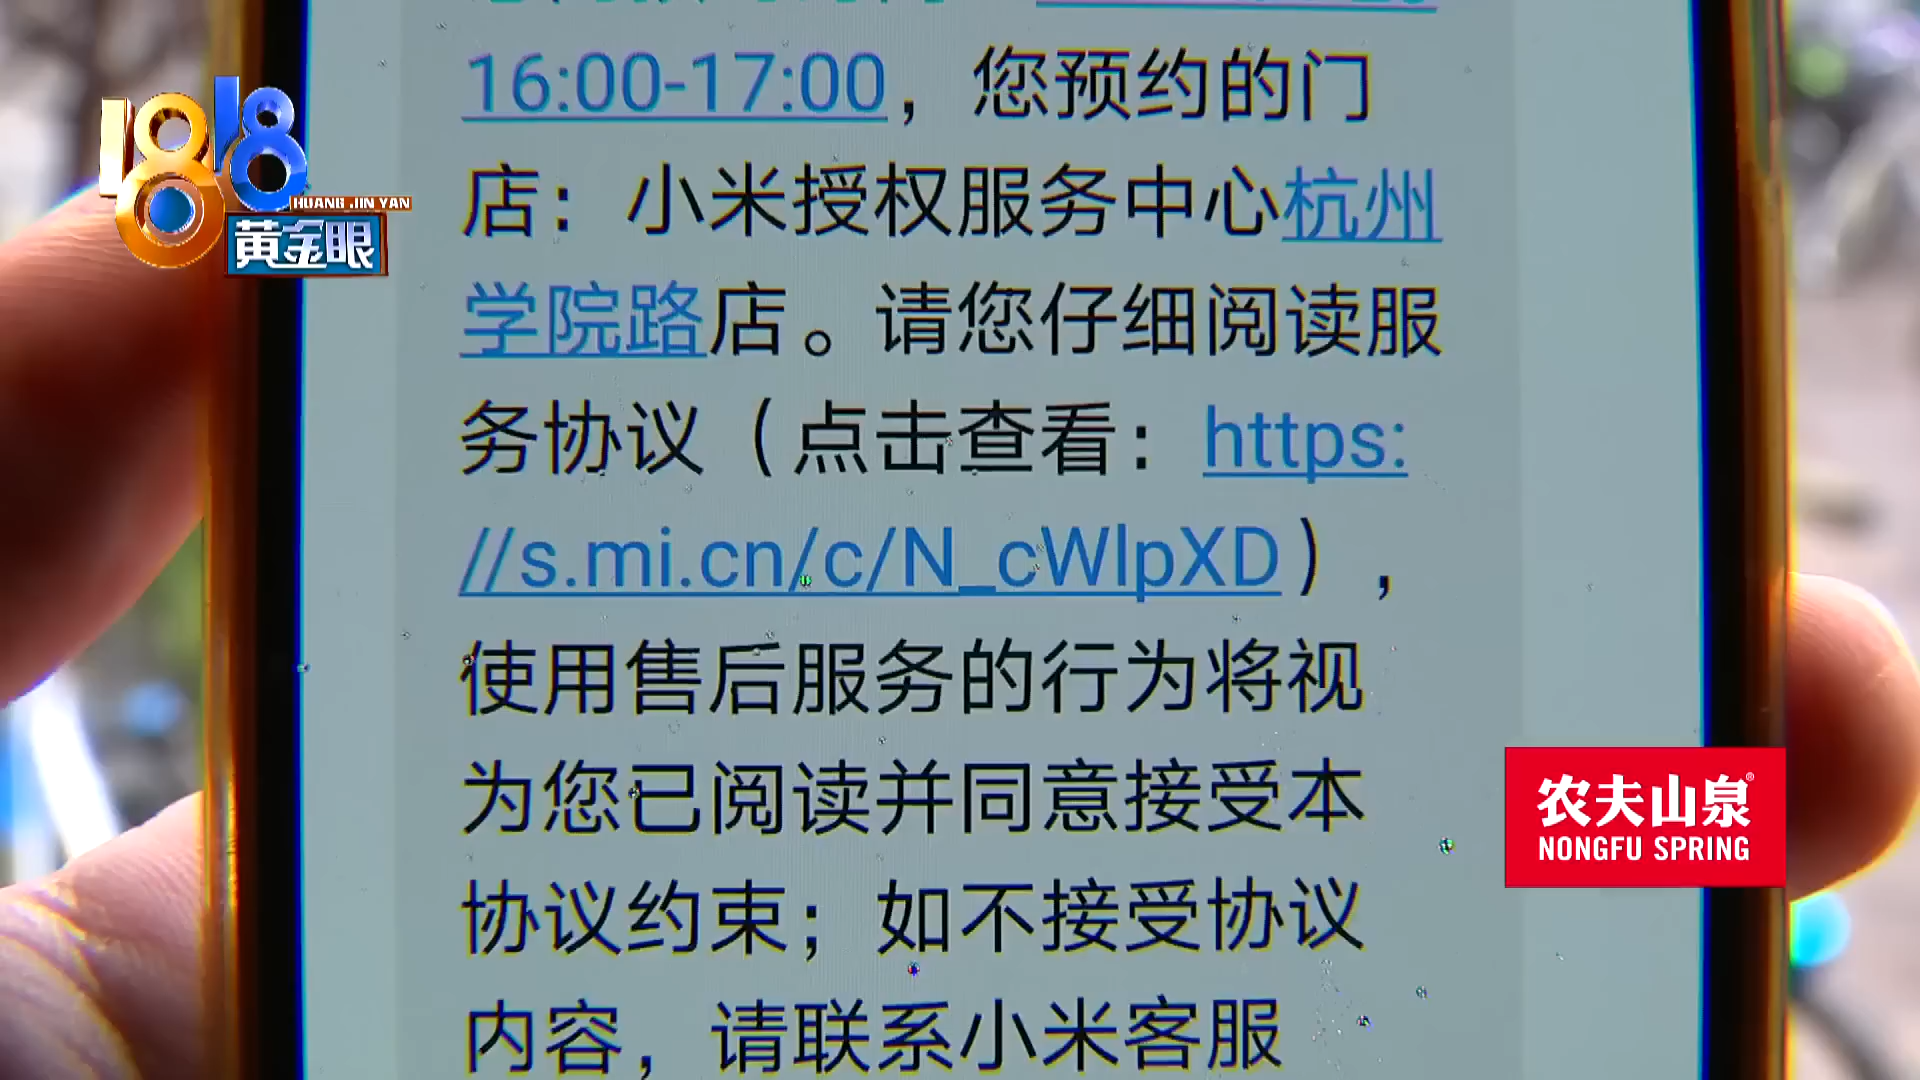 16:00-17:00，您预约的门
店：小米授权服务中心杭州
学院路店。请您仔细阅读服
务协议（点击查看：https:
//s.mi.cn/c/N_cWlpXD），
使用售后服务的行为将视
为您已阅读并同意接受本
协议约束；如不接受协议
内容，请联系小米客服
1818
HUANG JIN YAN
黄金眼
农夫山泉®
NONGFU SPRING